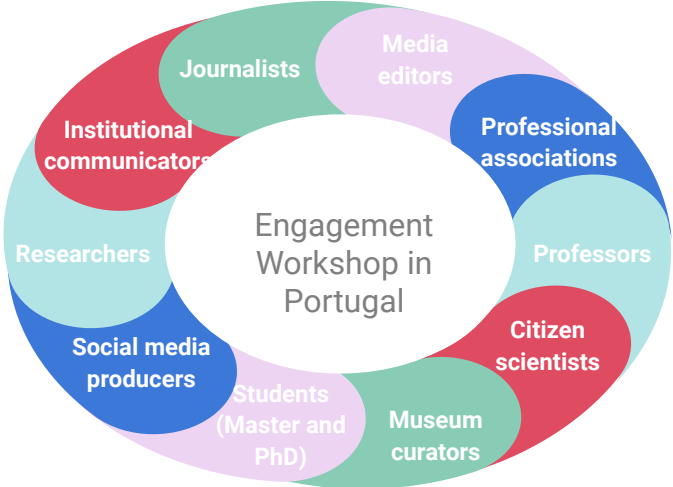 Media
editors
Professional
associations
Professors
Citizen
scientists
Museum
curators
Students
(Master and
PhD)
Social media
producers
Researchers
Institutional
communicators
Journalists
Engagement
Workshop in
Portugal